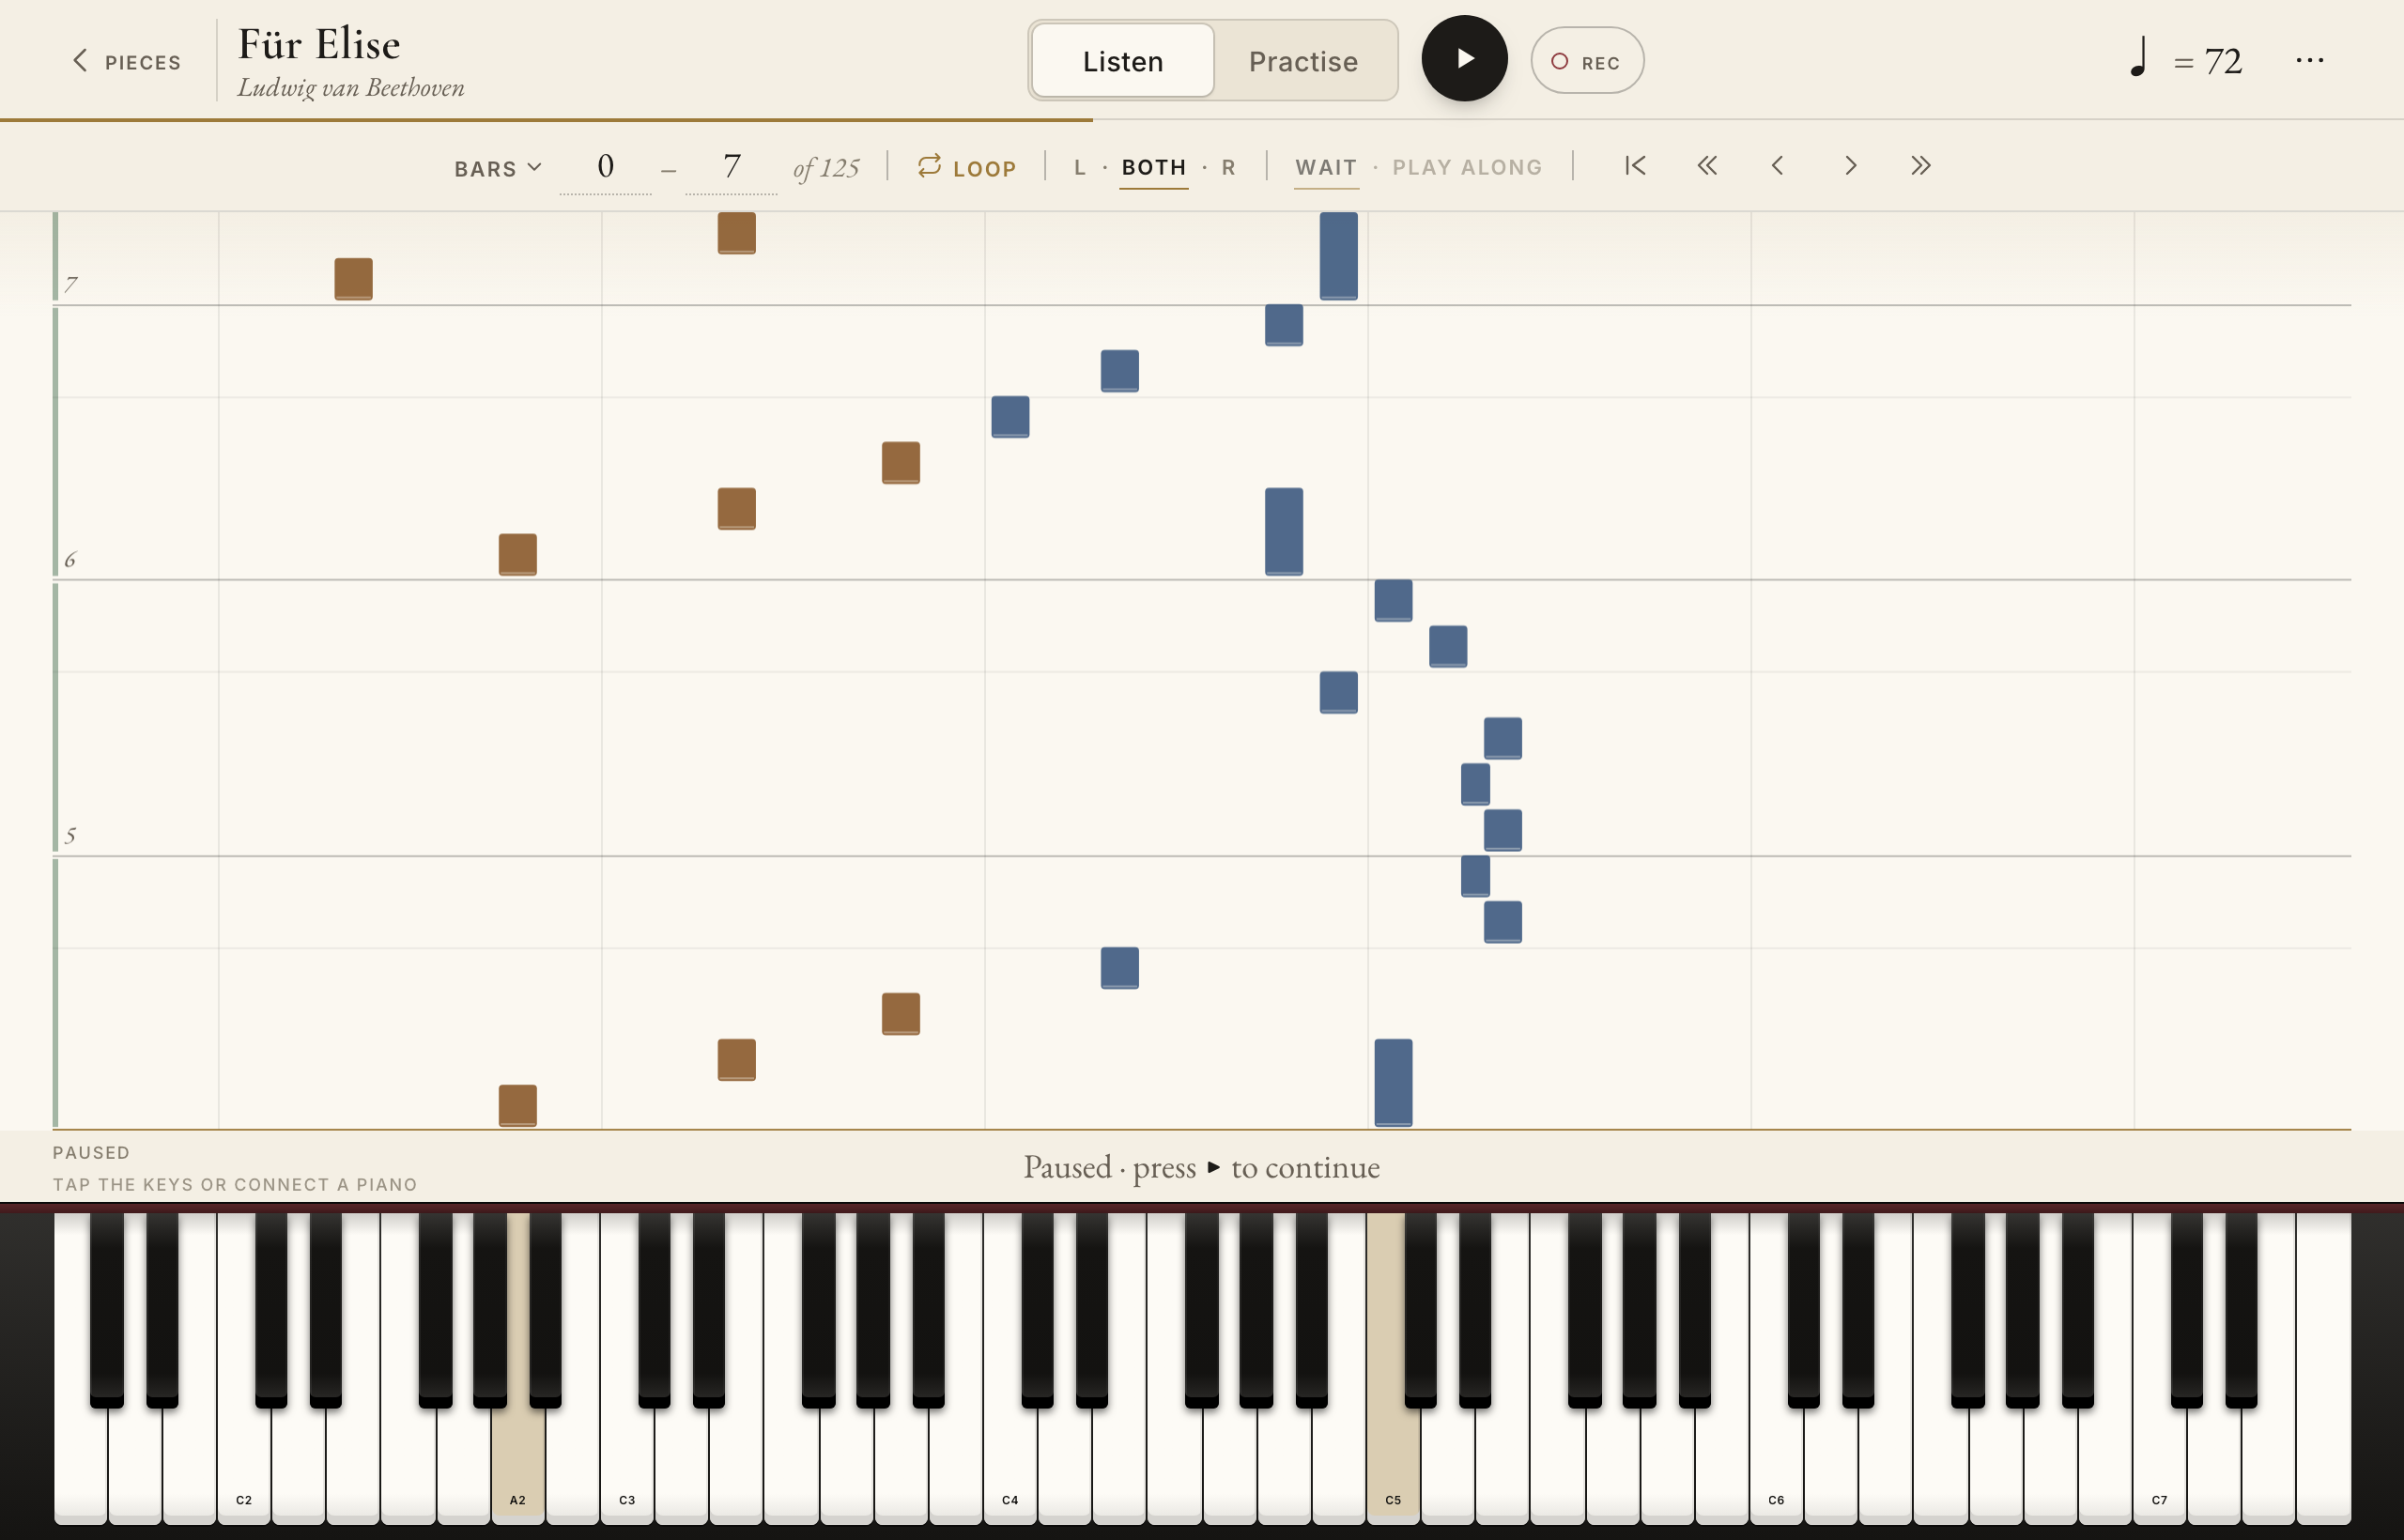 PIECES
Für Elise
Ludwig van Beethoven
Listen
Practise
REC
= 72
BARS 0 – 7 of 125
LOOP
L · BOTH · R
WAIT · PLAY ALONG
7
6
5
PAUSED
TAP THE KEYS OR CONNECT A PIANO
Paused · press ▸ to continue
C2
A2
C3
C4
C5
C6
C7